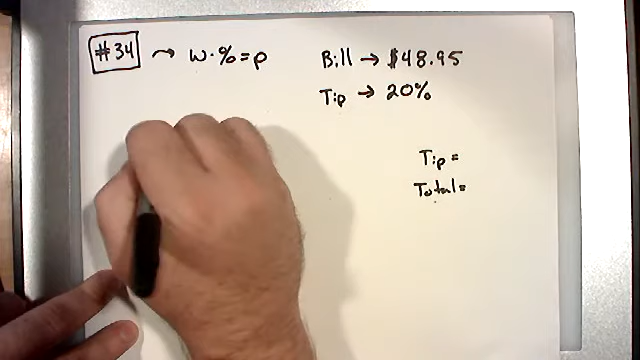 #34 → w·%=p
Bill → $48.95
Tip → 20%
Tip=
Total=